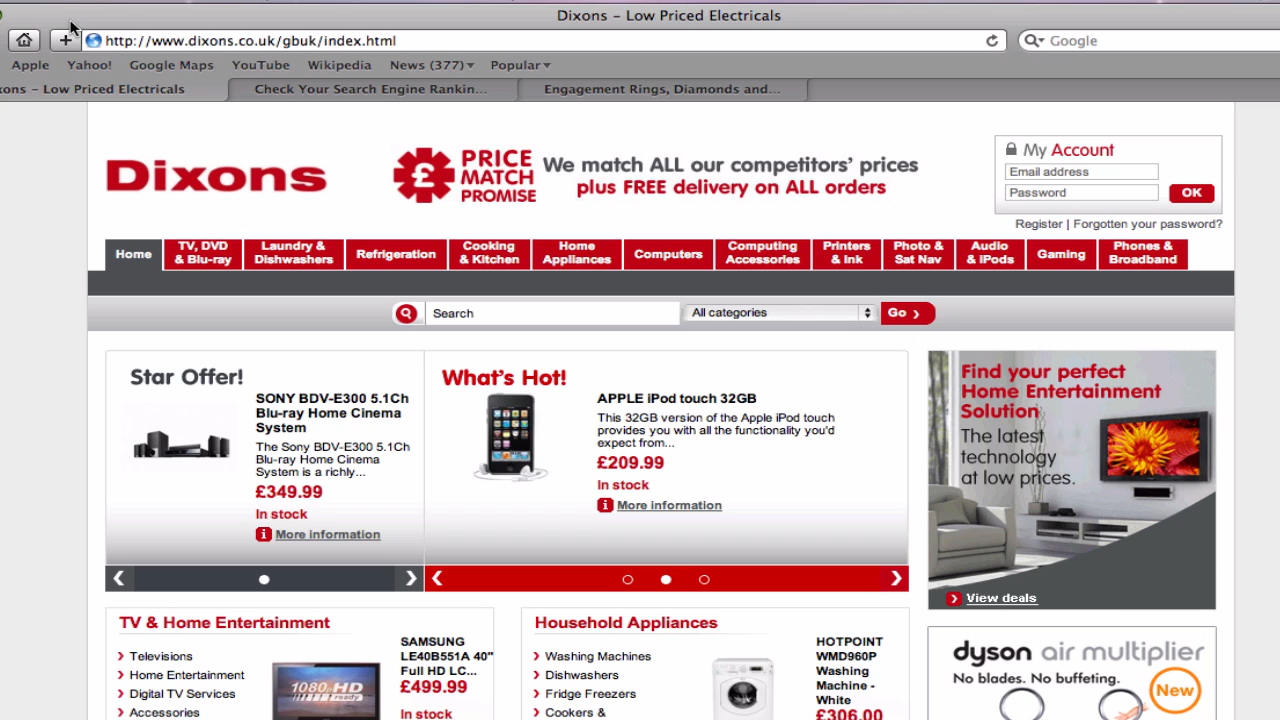 Dixons – Low Priced Electricals
http://www.dixons.co.uk/gbuk/index.html
Google
Apple Yahoo! Google Maps YouTube Wikipedia News (377) Popular
ons – Low Priced Electricals
Check Your Search Engine Rankin...
Engagement Rings, Diamonds and...
Dixons
£
PRICE
MATCH
PROMISE
We match ALL our competitors' prices
plus FREE delivery on ALL orders
My Account
Email address
Password
OK
Register | Forgotten your password?
Home
TV, DVD
& Blu-ray
Laundry &
Dishwashers
Refrigeration
Cooking
& Kitchen
Home
Appliances
Computers
Computing
Accessories
Printers
& Ink
Photo &
Sat Nav
Audio
& iPods
Gaming
Phones &
Broadband
Search
All categories
Go
Star Offer!
SONY BDV-E300 5.1Ch
Blu-ray Home Cinema
System
The Sony BDV-E300 5.1Ch
Blu-ray Home Cinema
System is a richly...
£349.99
In stock
i More information
What's Hot!
APPLE iPod touch 32GB
This 32GB version of the Apple iPod touch
provides you with all the functionality you'd
expect from...
£209.99
In stock
i More information
Find your perfect
Home Entertainment
Solution
The latest
technology
at low prices.
View deals
TV & Home Entertainment
Televisions
Home Entertainment
Digital TV Services
Accessories
1080 HD
ready
SAMSUNG
LE40B551A 40"
Full HD LC...
£499.99
In stock
Household Appliances
Washing Machines
Dishwashers
Fridge Freezers
Cookers &
HOTPOINT
WMD960P
Washing
Machine -
White
£306.00
dyson air multiplier
No blades. No buffeting.
New